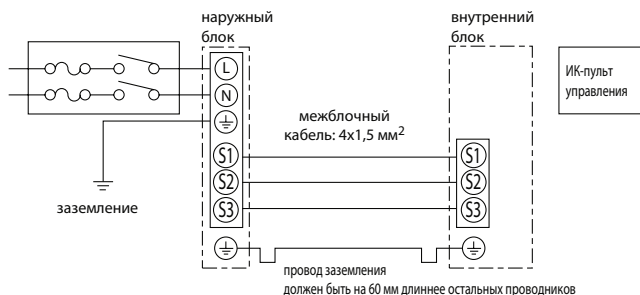 наружный
блок
внутренний
блок
L
N
ИК-пульт
управления
межблочный
кабель: 4х1,5 мм²
S1
S2
S3
S1
S2
S3
заземление
провод заземления
должен быть на 60 мм длиннее остальных проводников